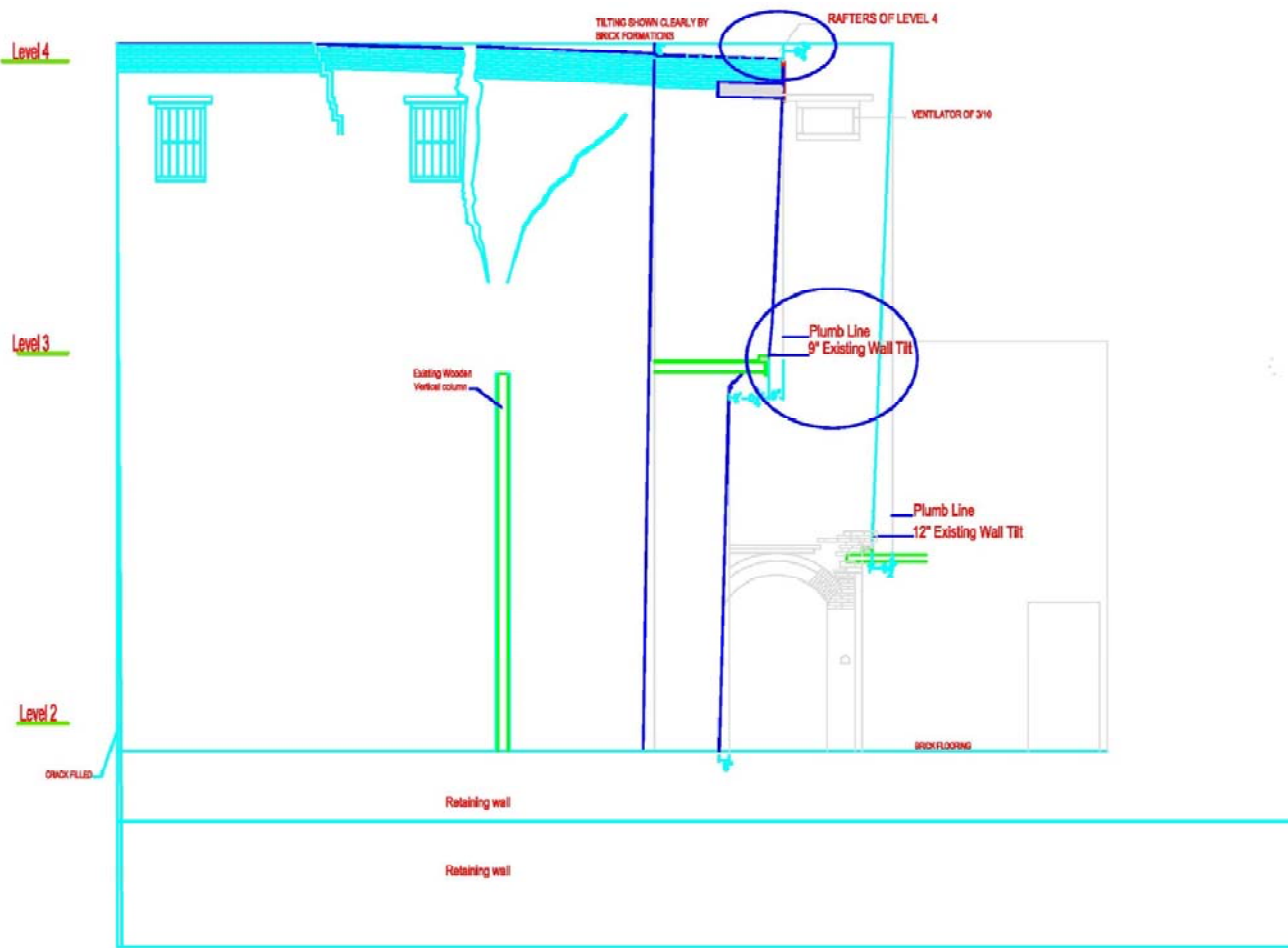 TILTING SHOWN CLEARLY BY
BRICK FORMATIONS
RAFTERS OF LEVEL 4
Level 4
VENTILATOR OF 3/10
Level 3
Plumb Line
9" Existing Wall Tilt
Existing Wooden
Vertical column
Plumb Line
12" Existing Wall Tilt
Level 2
BRICK FLOORING
CRACK FILLED
Retaining wall
Retaining wall